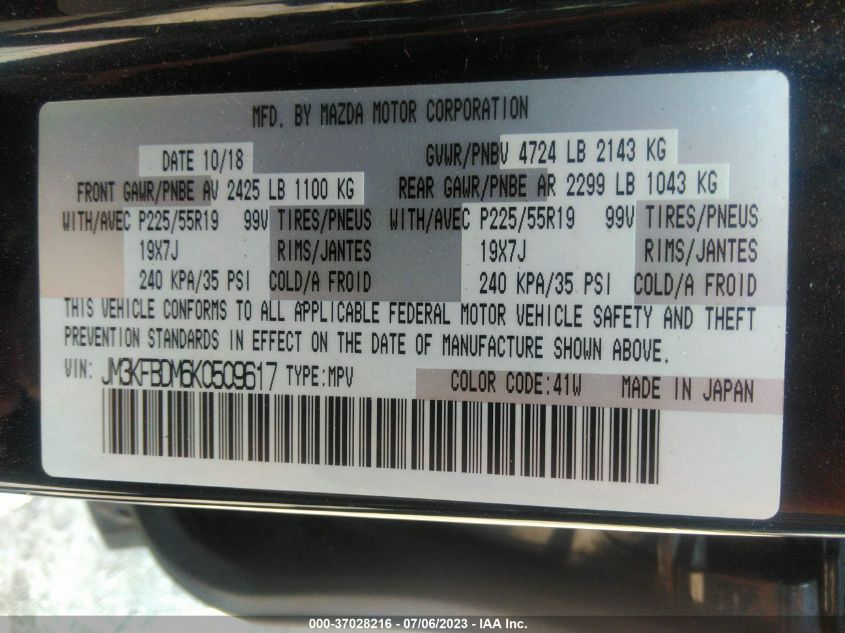 MFD. BY MAZDA MOTOR CORPORATION
DATE 10/18 GVWR/PNBV 4724 LB 2143 KG
FRONT GAWR/PNBE AV 2425 LB 1100 KG REAR GAWR/PNBE AR 2299 LB 1043 KG
WITH/AVEC P225/55R19 99V TIRES/PNEUS WITH/AVEC P225/55R19 99V TIRES/PNEUS
19X7J RIMS/JANTES 19X7J RIMS/JANTES
240 KPA/35 PSI COLD/A FROID 240 KPA/35 PSI COLD/A FROID
THIS VEHICLE CONFORMS TO ALL APPLICABLE FEDERAL MOTOR VEHICLE SAFETY AND THEFT
PREVENTION STANDARDS IN EFFECT ON THE DATE OF MANUFACTURE SHOWN ABOVE.
VIN: JM3KFBDM6K0509617 TYPE:MPV COLOR CODE:41W MADE IN JAPAN
000-37028216 - 07/06/2023 - IAA Inc.